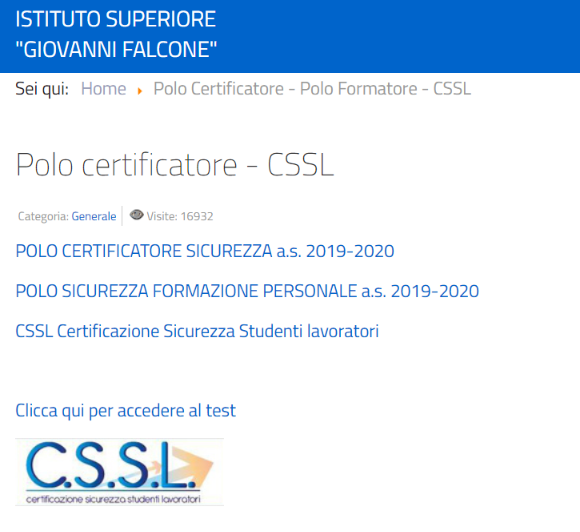 ISTITUTO SUPERIORE
"GIOVANNI FALCONE"
Sei qui: Home Polo Certificatore - Polo Formatore - CSSL
Polo certificatore - CSSL
Categoria: Generale Visite: 16932
POLO CERTIFICATORE SICUREZZA a.s. 2019-2020
POLO SICUREZZA FORMAZIONE PERSONALE a.s. 2019-2020
CSSL Certificazione Sicurezza Studenti lavoratori
Clicca qui per accedere al test
C.S.S.L.
certificazione sicurezza studenti lavoratori